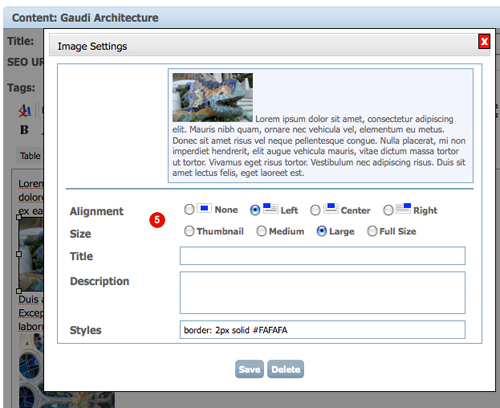 Content: Gaudi Architecture
Title:
Image Settings
X
SEO UR
Tags:
B
Table
Lorem ipsum dolor sit amet, consectetur adipiscing
elit. Mauris nibh quam, ornare nec vehicula vel, elementum eu metus.
Donec sit amet risus vel neque pellentesque congue. Nulla placerat, mi non
imperdiet hendrerit, elit augue vehicula mauris, vitae dictum massa tortor
ut tortor. Vivamus eget risus tortor. Vestibulum nec adipiscing risus. Duis sit
amet lectus felis, eget laoreet est.
Lorem
dolore
ex ea
Duis a
Excep
labor
Alignment None Left Center Right
5
Size Thumbnail Medium Large Full Size
Title
Description
Styles border: 2px solid #FAFAFA
Save Delete